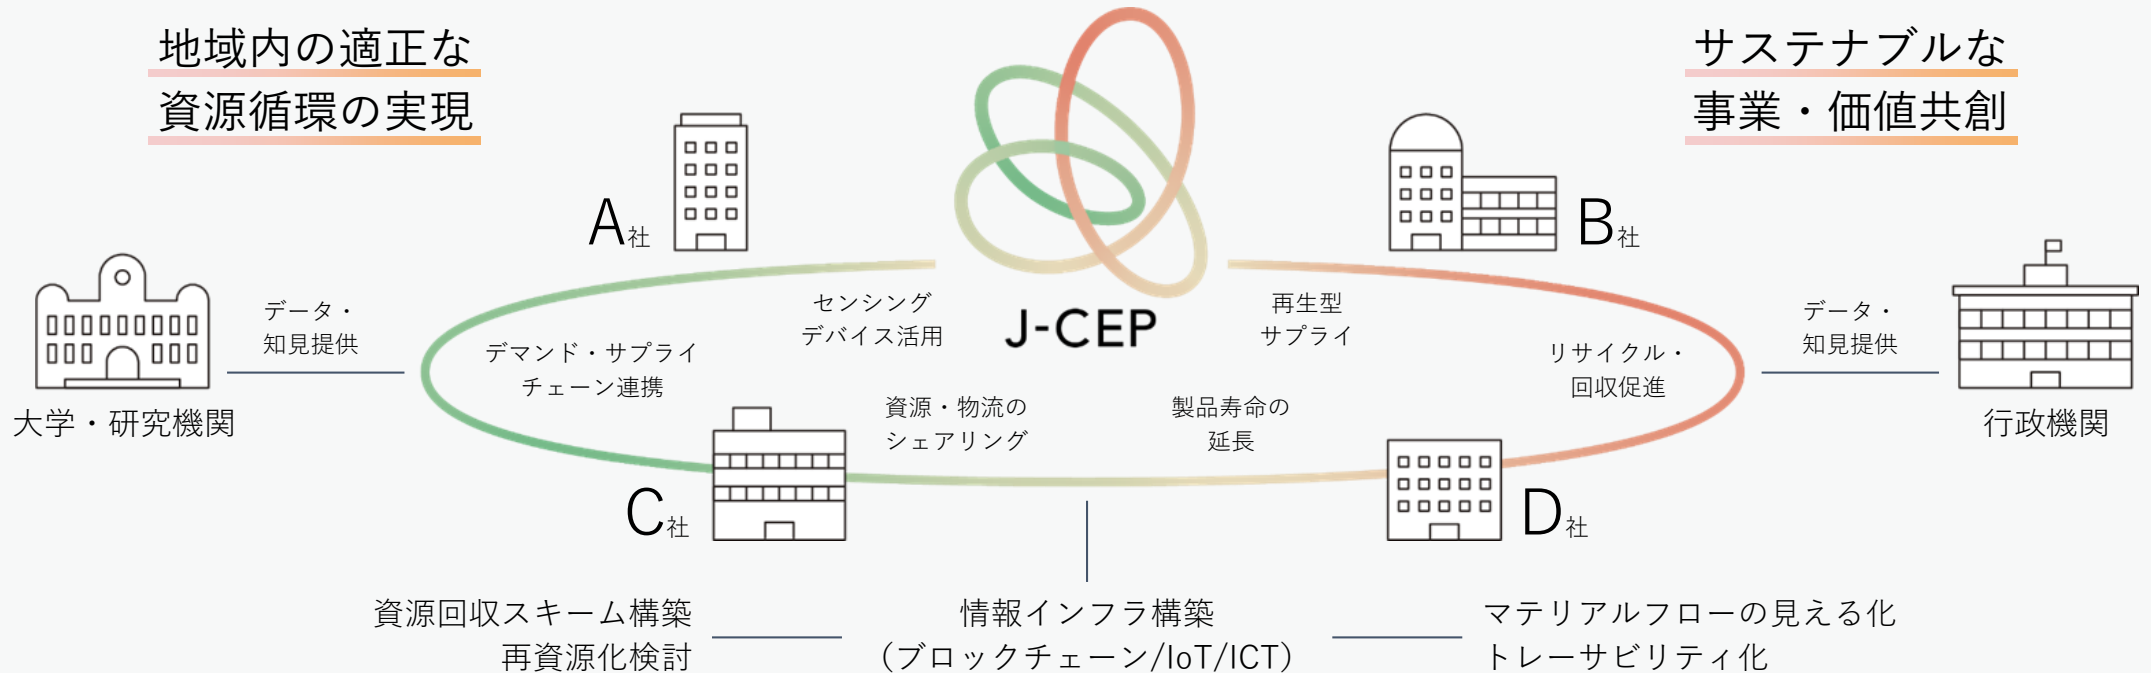 地域内の適正な
資源循環の実現
サステナブルな
事業・価値共創
A社
B社
大学・研究機関
データ・
知見提供
デマンド・サプライ
チェーン連携
センシング
デバイス活用
J-CEP
再生型
サプライ
リサイクル・
回収促進
データ・
知見提供
行政機関
資源・物流の
シェアリング
製品寿命の
延長
C社
D社
資源回収スキーム構築
再資源化検討
情報インフラ構築
(ブロックチェーン/IoT/ICT)
マテリアルフローの見える化
トレーサビリティ化